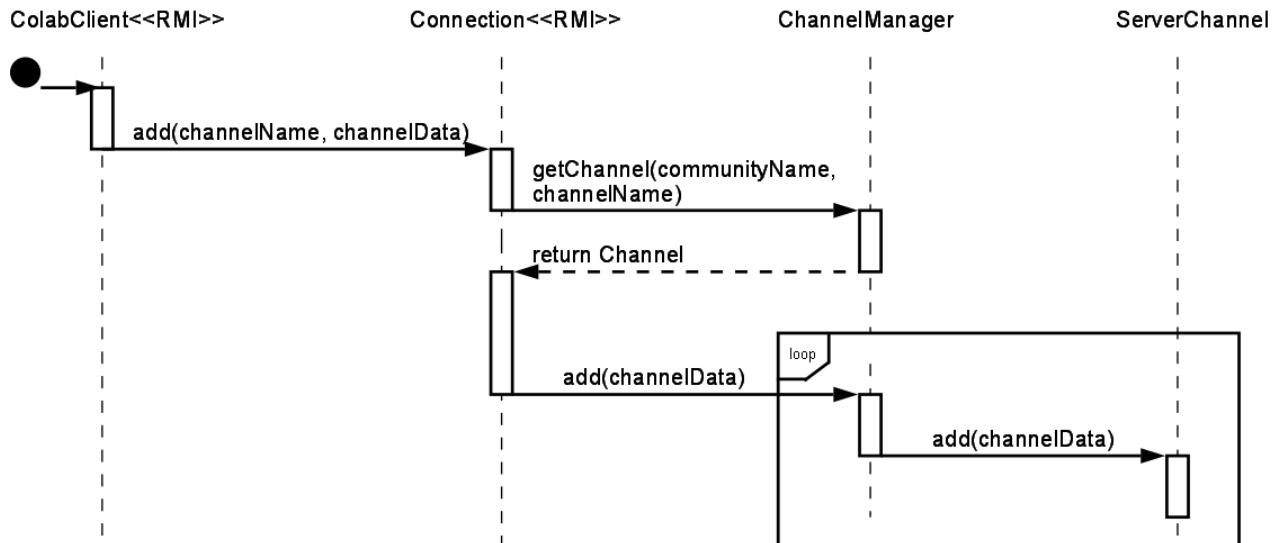 ColabClient<<RMI>>
Connection<<RMI>>
ChannelManager
ServerChannel
add(channelName, channelData)
getChannel(communityName,
channelName)
return Channel
loop
add(channelData)
add(channelData)